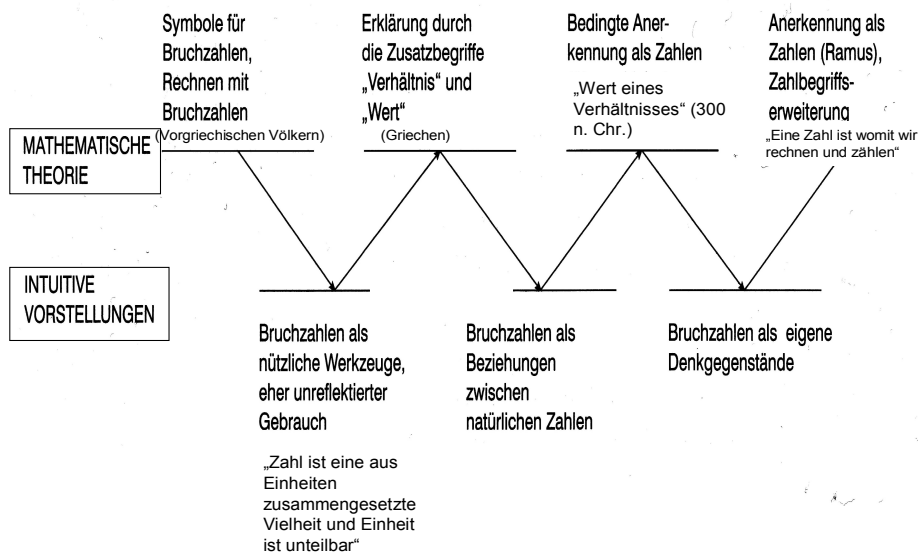 Symbole für
Bruchzahlen,
Rechnen mit
Bruchzahlen
(Vorgriechischen Völkern)
Erklärung durch
die Zusatzbegriffe
„Verhältnis“ und
„Wert“
(Griechen)
Bedingte Aner-
kennung als Zahlen
„Wert eines
Verhältnisses“ (300
n. Chr.)
Anerkennung als
Zahlen (Ramus),
Zahlbegriffs-
erweiterung
„Eine Zahl ist womit wir
rechnen und zählen“
MATHEMATISCHE
THEORIE
INTUITIVE
VORSTELLUNGEN
Bruchzahlen als
nützliche Werkzeuge,
eher unreflektierter
Gebrauch
„Zahl ist eine aus
Einheiten
zusammengesetzte
Vielheit und Einheit
ist unteilbar“
Bruchzahlen als
Beziehungen
zwischen
natürlichen Zahlen
Bruchzahlen als eigene
Denkgegenstände